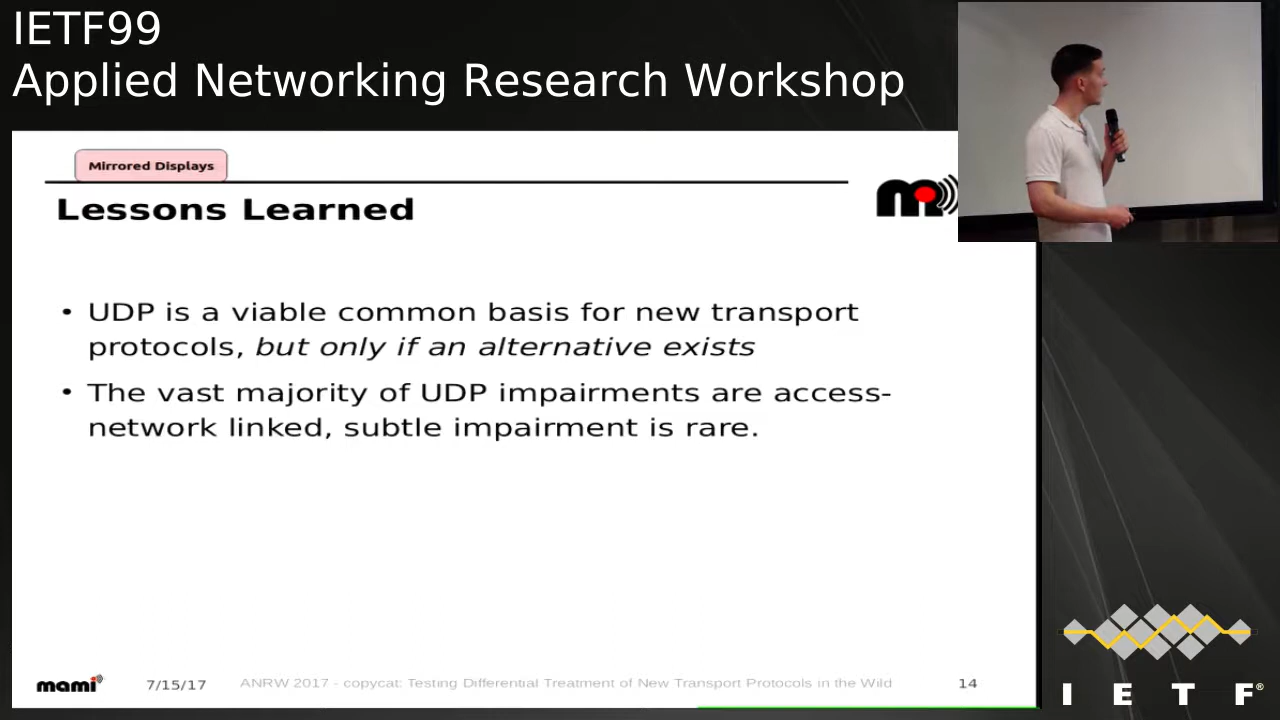 IETF99
Applied Networking Research Workshop
Mirrored Displays
Lessons Learned
• UDP is a viable common basis for new transport
protocols, but only if an alternative exists
• The vast majority of UDP impairments are access-
network linked, subtle impairment is rare.
mami
7/15/17
ANRW 2017 - copycat: Testing Differential Treatment of New Transport Protocols in the Wild
14
I E T F®